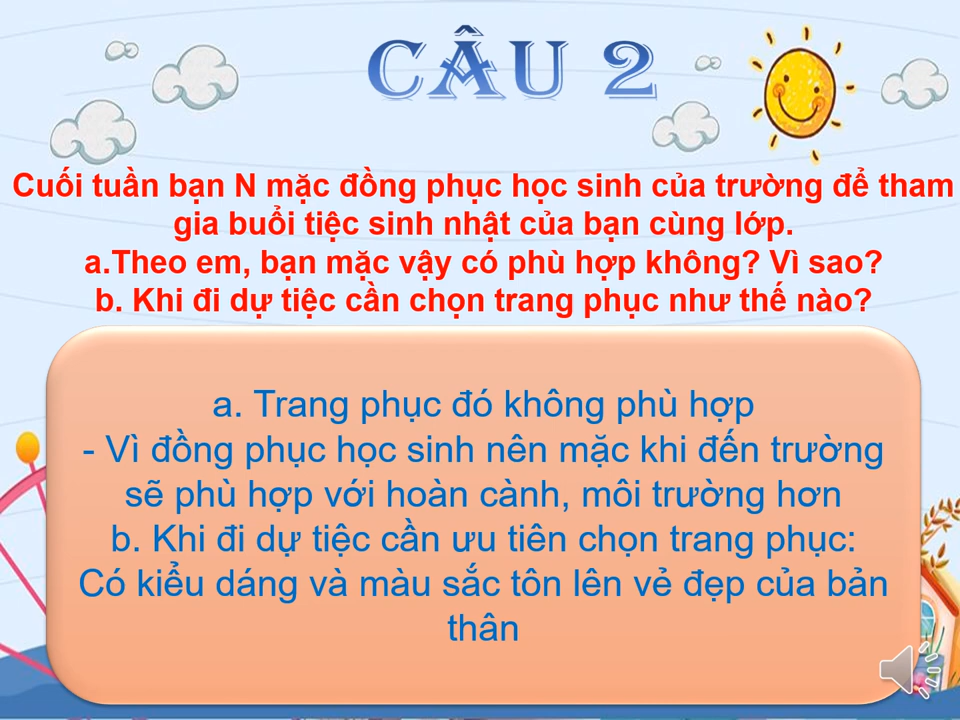 CÂU 2
Cuối tuần bạn N mặc đồng phục học sinh của trường để tham
gia buổi tiệc sinh nhật của bạn cùng lớp.
a.Theo em, bạn mặc vậy có phù hợp không? Vì sao?
b. Khi đi dự tiệc cần chọn trang phục như thế nào?
a. Trang phục đó không phù hợp
- Vì đồng phục học sinh nên mặc khi đến trường
sẽ phù hợp với hoàn cành, môi trường hơn
b. Khi đi dự tiệc cần ưu tiên chọn trang phục:
Có kiểu dáng và màu sắc tôn lên vẻ đẹp của bản
thân